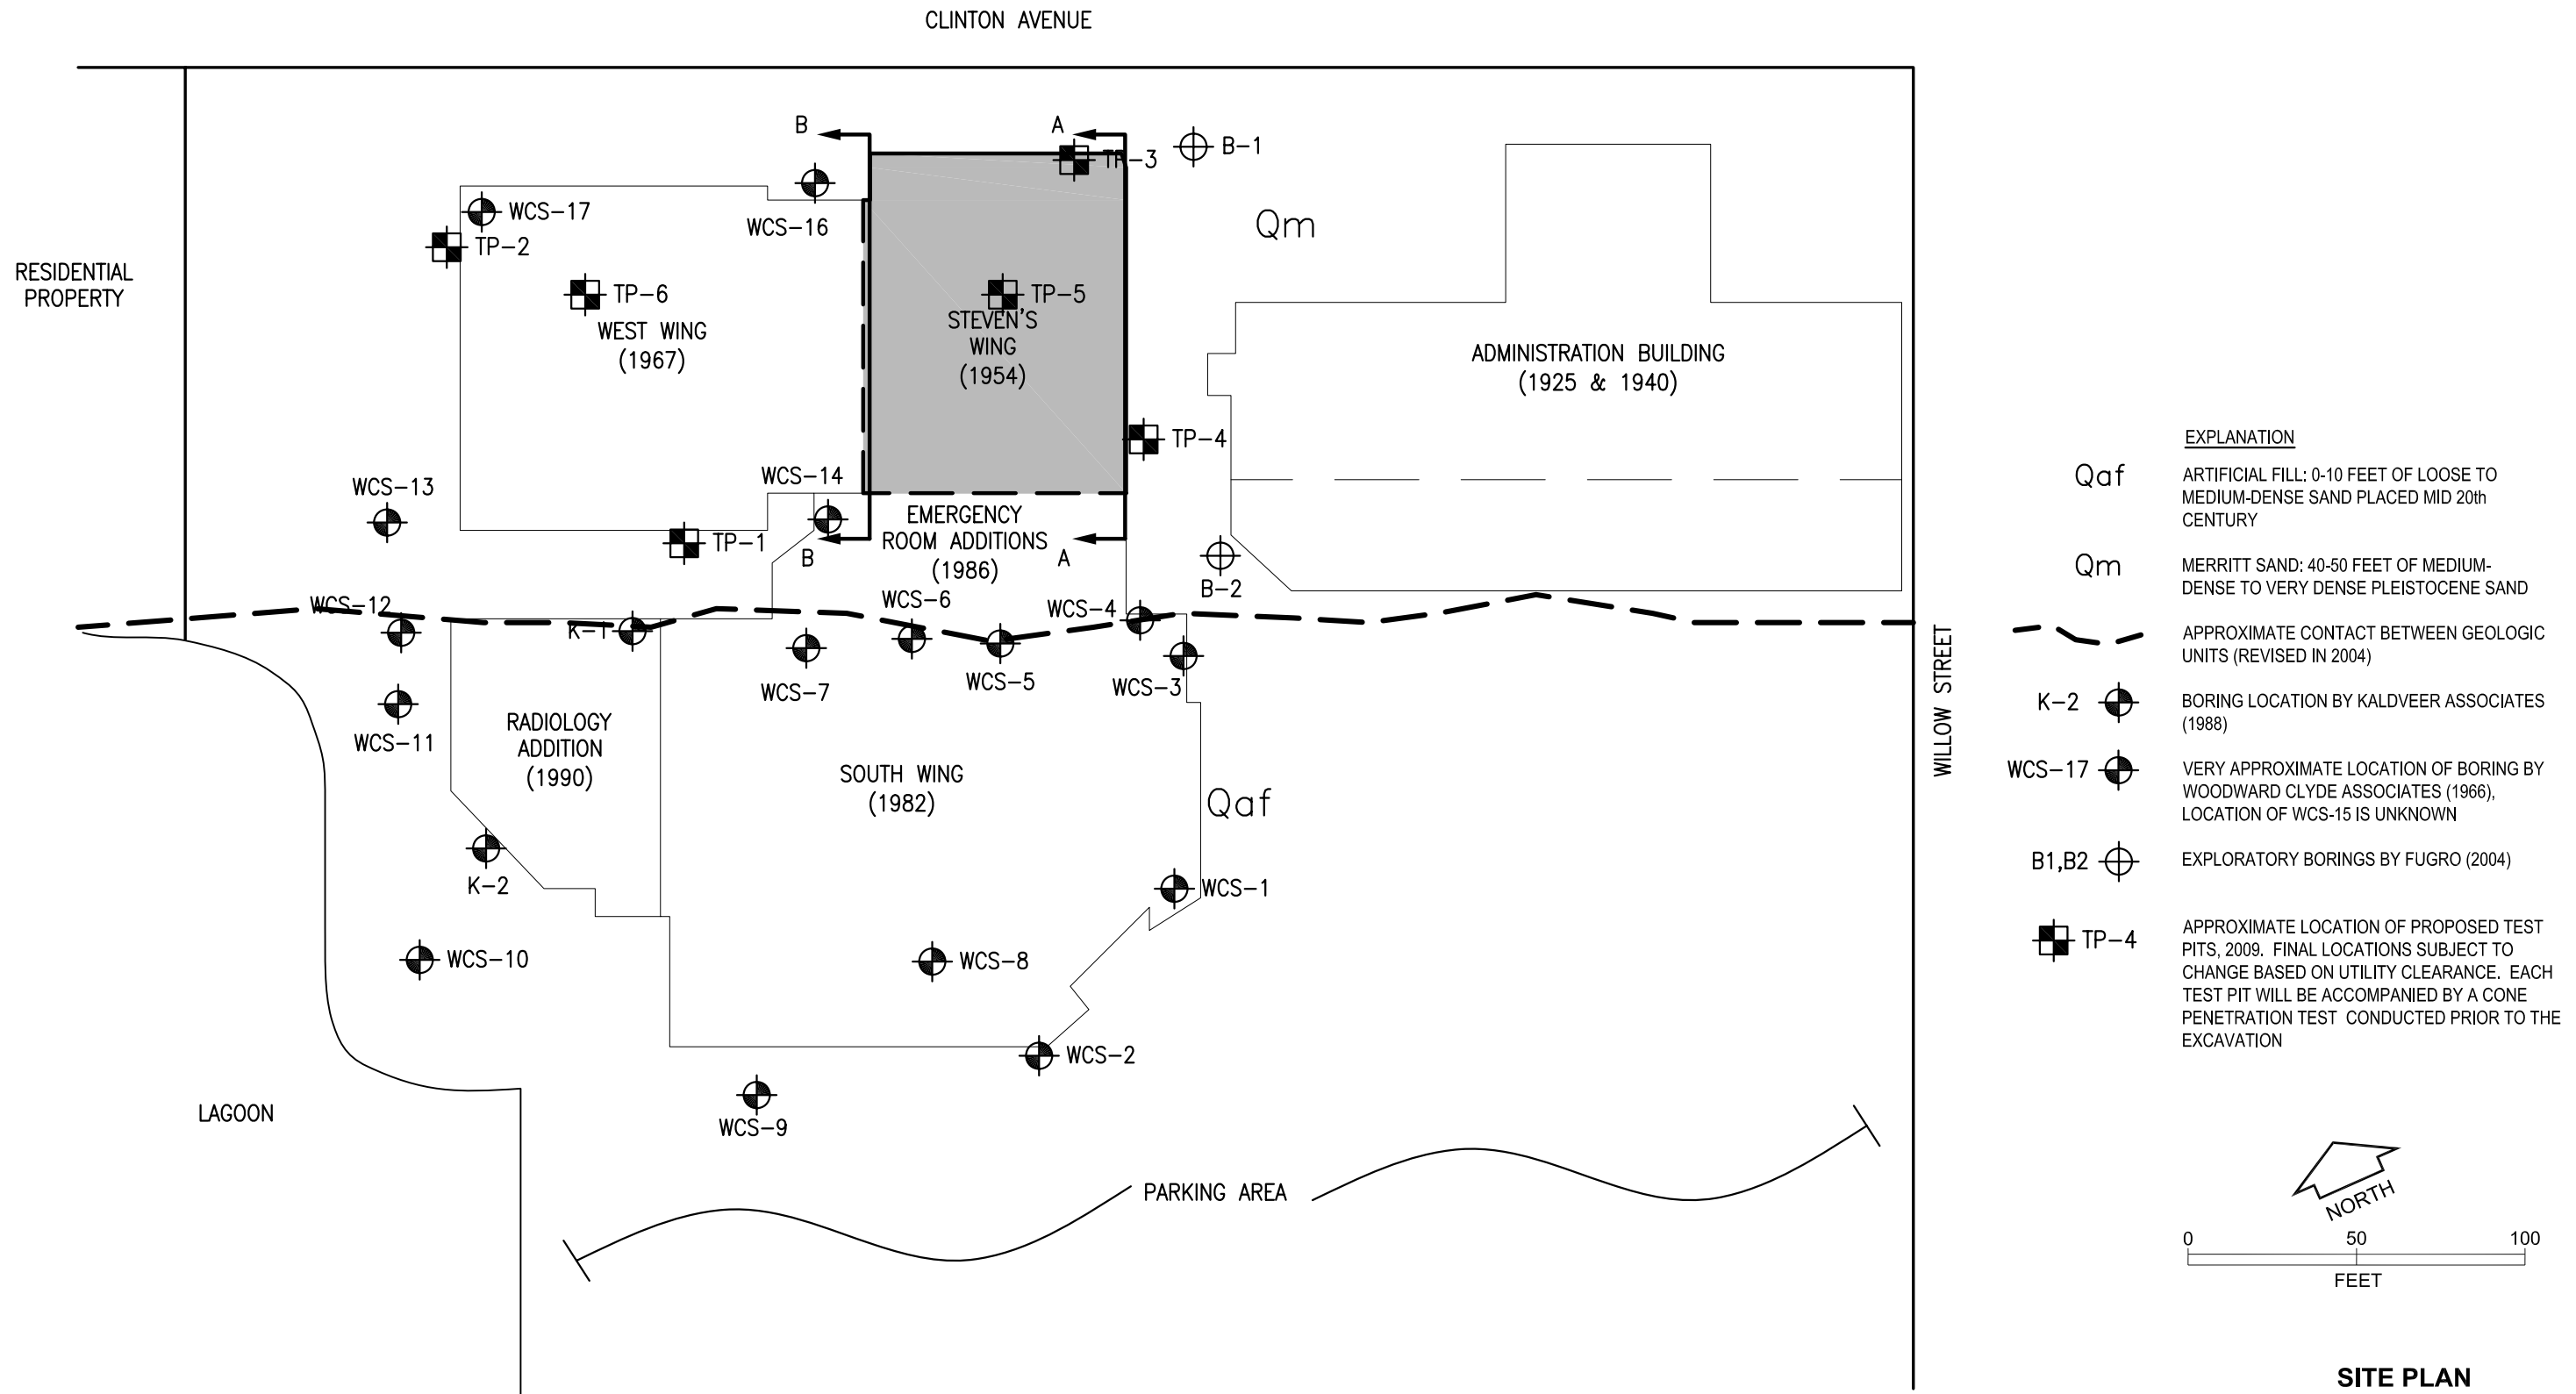 CLINTON AVENUE
B
A
B-1
TP-3
WCS-17
WCS-16
Qm
TP-2
RESIDENTIAL
PROPERTY
TP-6
TP-5
WEST WING
(1967)
STEVEN'S
WING
(1954)
ADMINISTRATION BUILDING
(1925 & 1940)
TP-4
WCS-14
WCS-13
EMERGENCY
ROOM ADDITIONS
(1986)
TP-1
B
A
B-2
WCS-12
WCS-6
WCS-4
K-1
WCS-7
WCS-5
WCS-3
WCS-11
RADIOLOGY
ADDITION
(1990)
SOUTH WING
(1982)
Qaf
WILLOW STREET
K-2
WCS-1
WCS-10
WCS-8
WCS-2
WCS-9
LAGOON
PARKING AREA
EXPLANATION
Qaf
ARTIFICIAL FILL: 0-10 FEET OF LOOSE TO
MEDIUM-DENSE SAND PLACED MID 20th
CENTURY
Qm
MERRITT SAND: 40-50 FEET OF MEDIUM-
DENSE TO VERY DENSE PLEISTOCENE SAND
APPROXIMATE CONTACT BETWEEN GEOLOGIC
UNITS (REVISED IN 2004)
K-2
BORING LOCATION BY KALDVEER ASSOCIATES
(1988)
WCS-17
VERY APPROXIMATE LOCATION OF BORING BY
WOODWARD CLYDE ASSOCIATES (1966),
LOCATION OF WCS-15 IS UNKNOWN
B1,B2
EXPLORATORY BORINGS BY FUGRO (2004)
TP-4
APPROXIMATE LOCATION OF PROPOSED TEST
PITS, 2009. FINAL LOCATIONS SUBJECT TO
CHANGE BASED ON UTILITY CLEARANCE. EACH
TEST PIT WILL BE ACCOMPANIED BY A CONE
PENETRATION TEST CONDUCTED PRIOR TO THE
EXCAVATION
NORTH
0 50 100
FEET
SITE PLAN